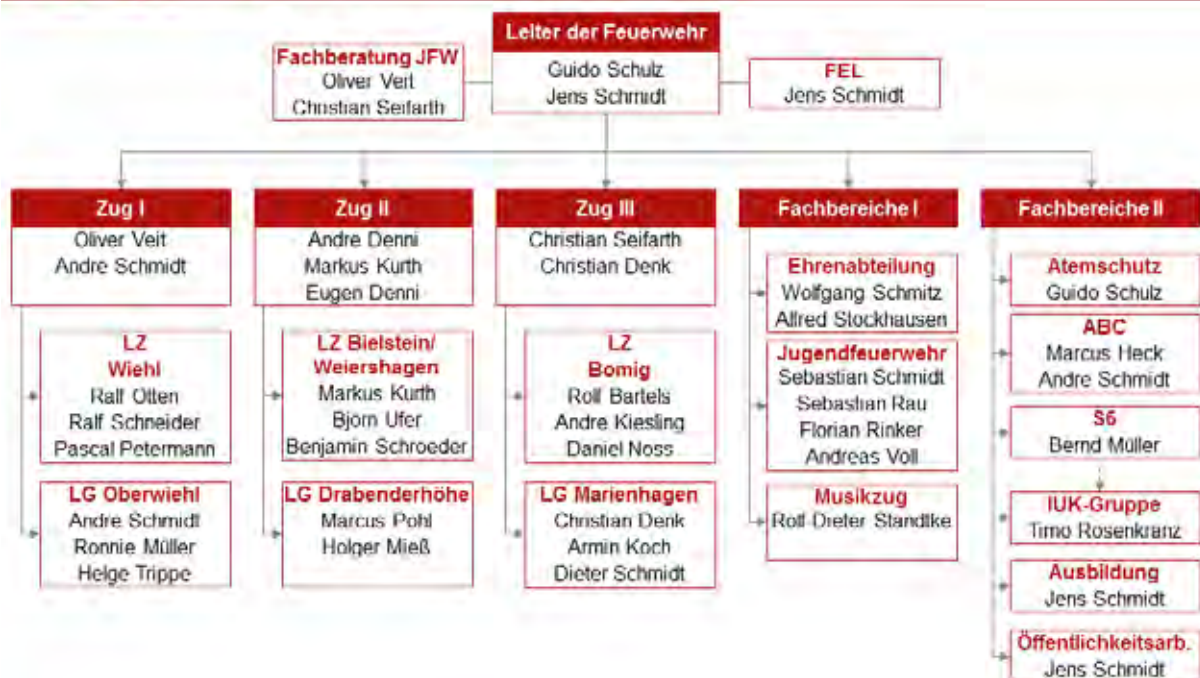 Leiter der Feuerwehr
Guido Schulz
Jens Schmidt
Fachberatung JFW
Oliver Veit
Christian Seifarth
FEL
Jens Schmidt
Zug I
Oliver Veit
Andre Schmidt
LZ
Wiehl
Ralf Otten
Ralf Schneider
Pascal Petermann
LG Oberwiehl
Andre Schmidt
Ronnie Müller
Helge Trippe
Zug II
Andre Denni
Markus Kurth
Eugen Denni
LZ Bielstein/
Weiershagen
Markus Kurth
Bjorn Ufer
Benjamin Schroeder
LG Drabenderhöhe
Marcus Pohl
Holger Mieß
Zug III
Christian Seifarth
Christian Denk
LZ
Bomig
Rolf Bartels
Andre Kiesling
Daniel Noss
LG Marienhagen
Christian Denk
Armin Koch
Dieter Schmidt
Fachbereiche I
Ehrenabteilung
Wolfgang Schmitz
Alfred Stockhausen
Jugendfeuerwehr
Sebastian Schmidt
Sebastian Rau
Florian Rinker
Andreas Voll
Musikzug
Rolf-Dieter Standtke
Fachbereiche II
Atemschutz
Guido Schulz
ABC
Marcus Heck
Andre Schmidt
S6
Bernd Müller
IUK-Gruppe
Timo Rosenkranz
Ausbildung
Jens Schmidt
Öffentlichkeitsarb.
Jens Schmidt